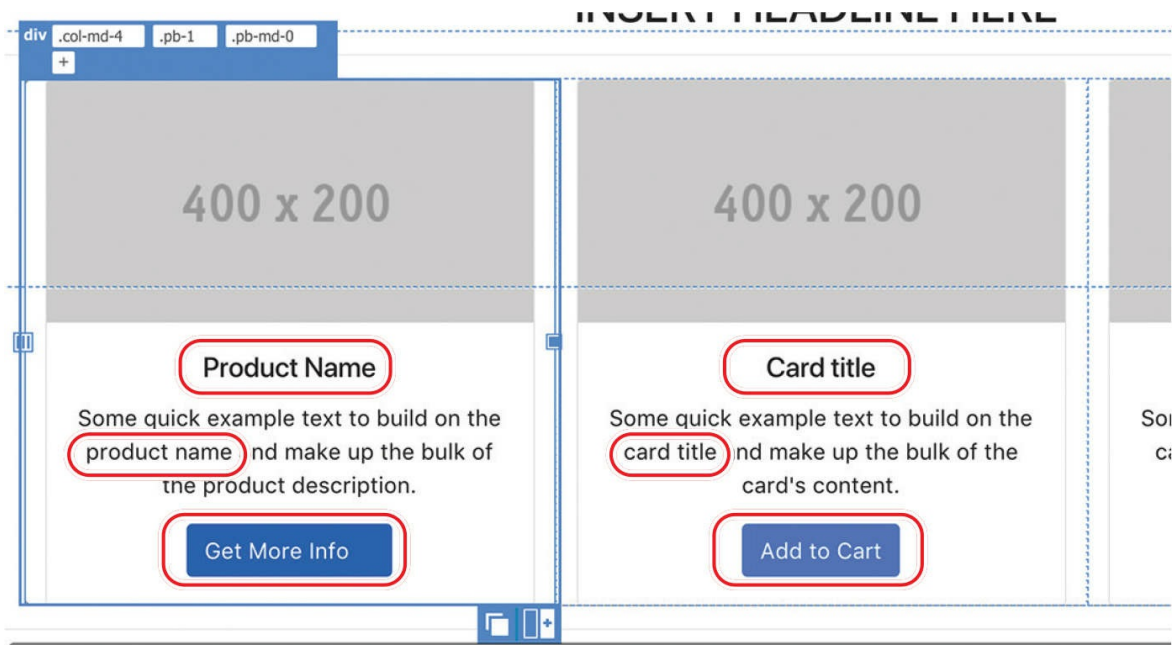 INSERT HEADLINE HERE
div .col-md-4 .pb-1 .pb-md-0
+
400 x 200
400 x 200
Product Name
Some quick example text to build on the
product name nd make up the bulk of
the product description.
Get More Info
Card title
Some quick example text to build on the
card title nd make up the bulk of the
card's content.
Add to Cart
+